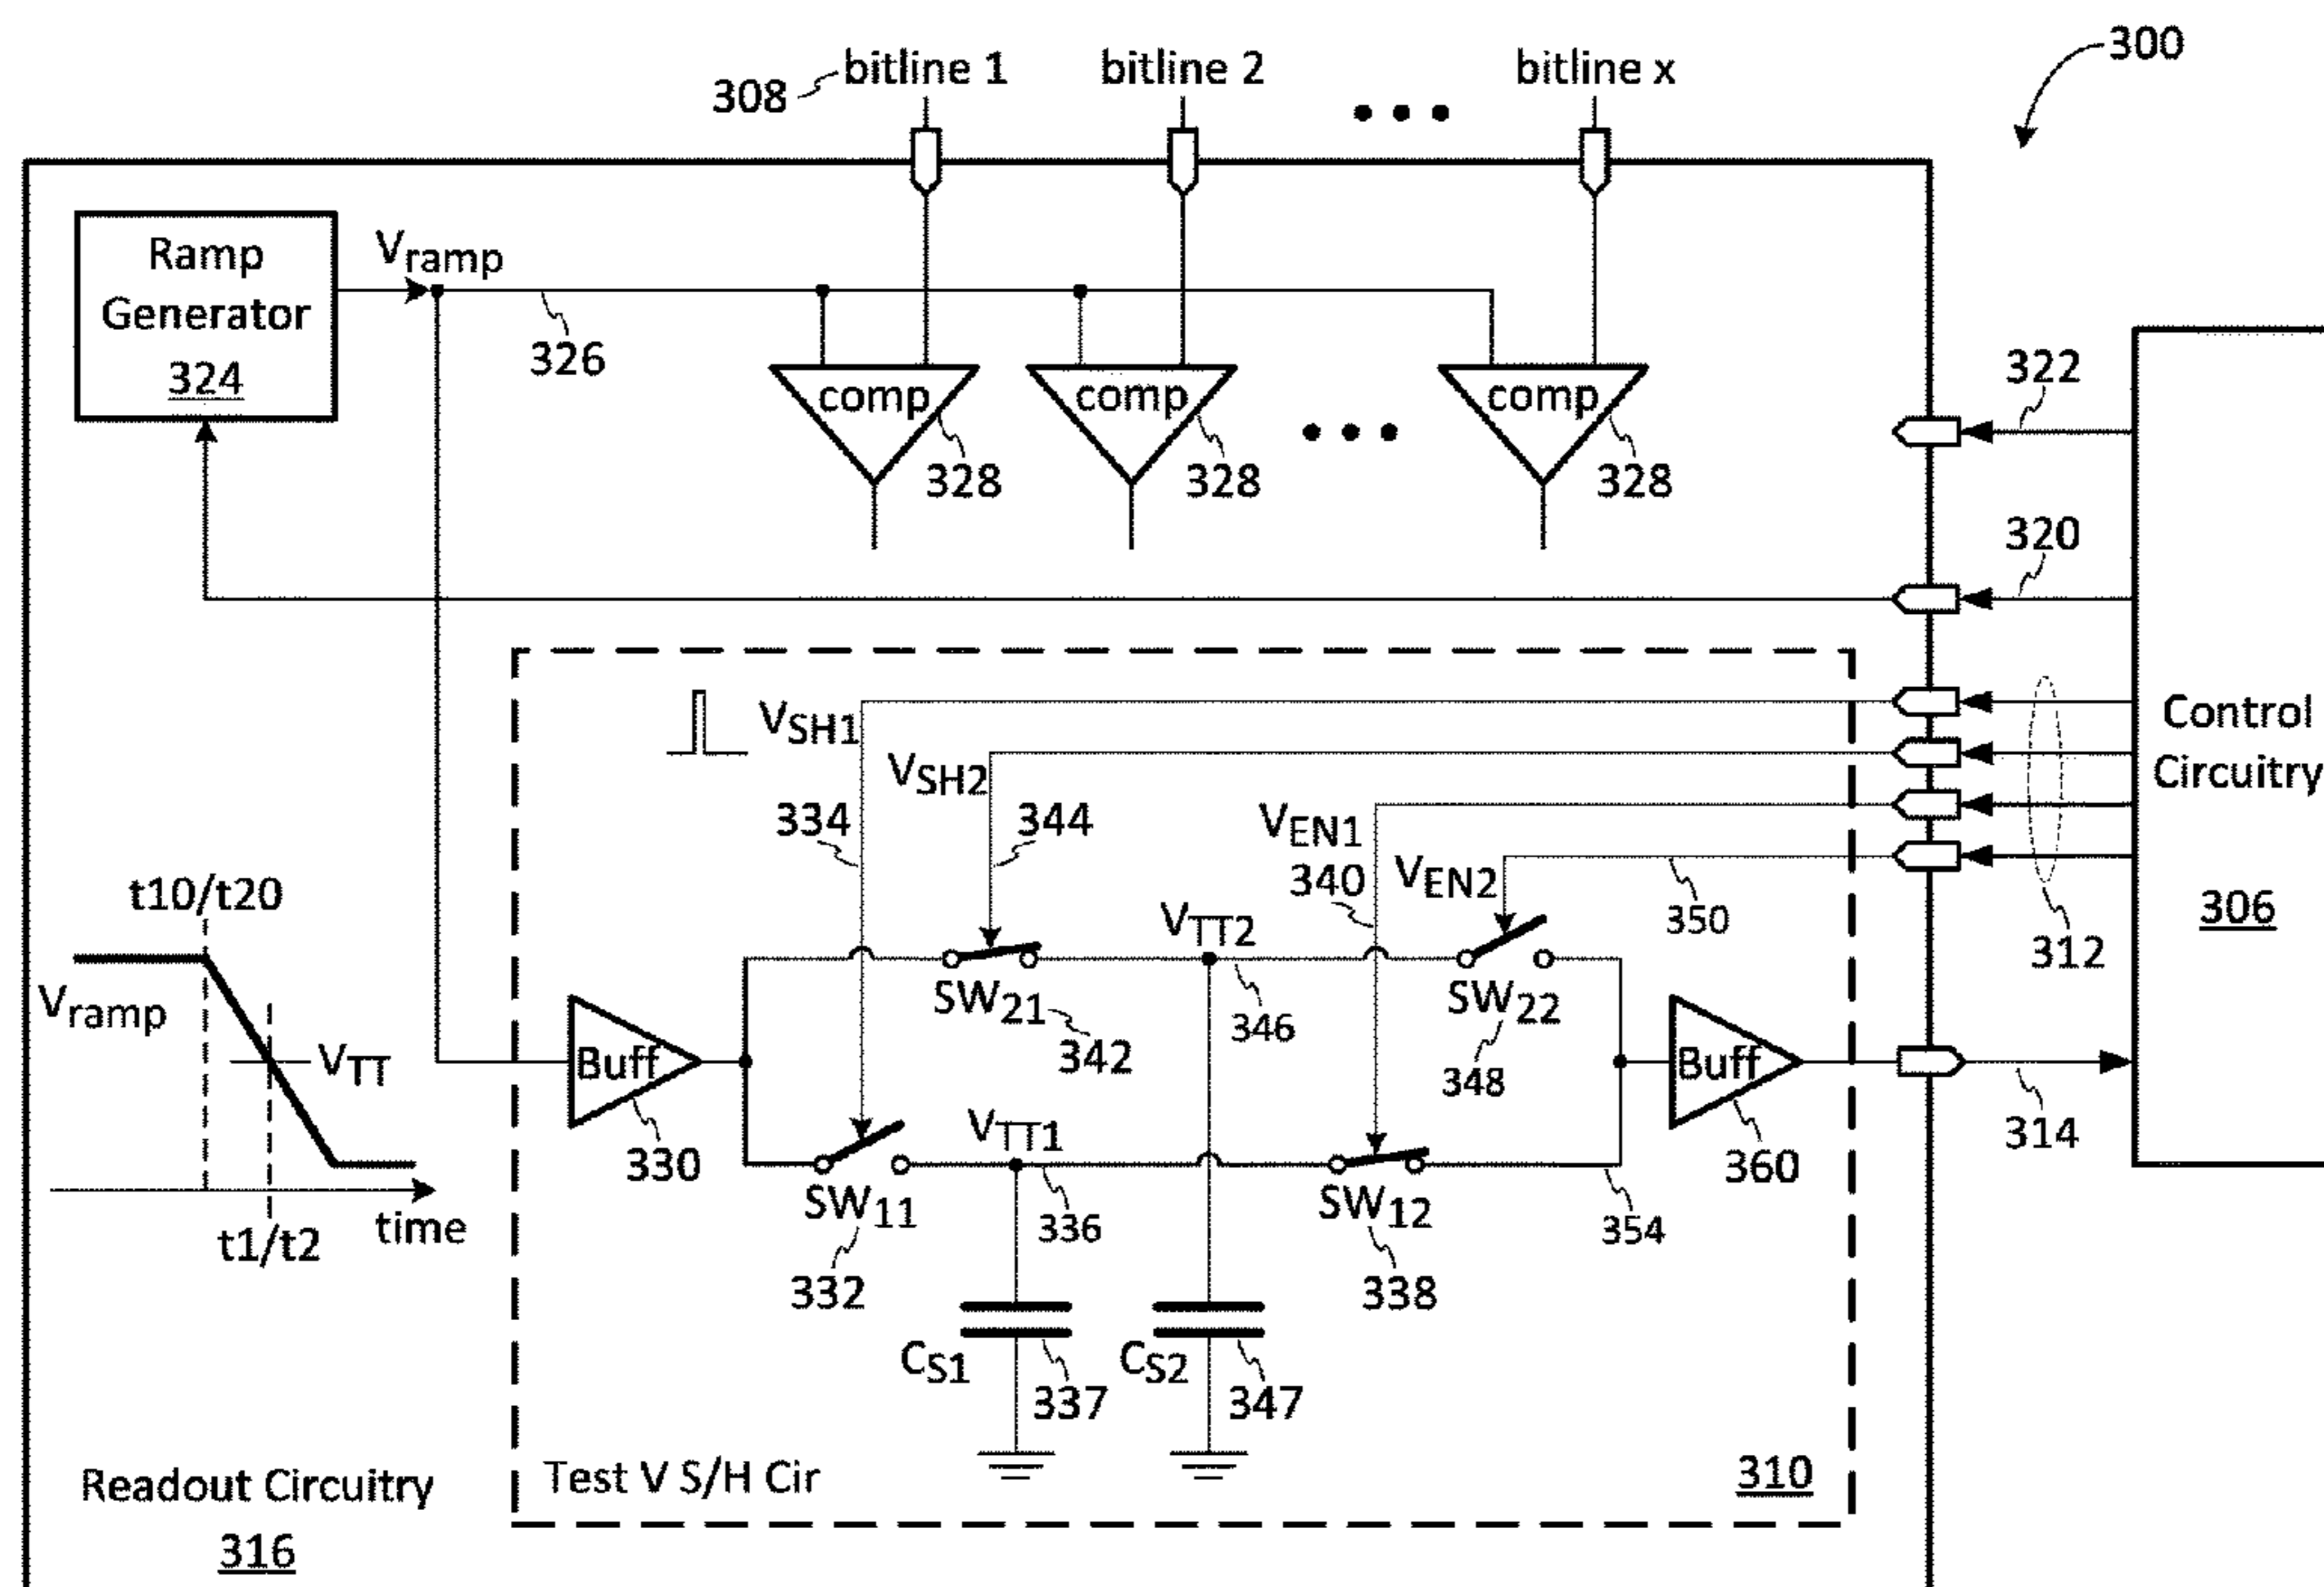 300
308
bitline 1
bitline 2
bitline x
Ramp
Generator
324
Vramp
326
comp
comp
comp
328
328
328
322
320
VSH1
VSH2
334
344
VEN1
340
VEN2
350
312
Control
Circuitry
306
t10/t20
Vramp
VTT
t1/t2
time
Buff
330
SW21
342
VTT2
346
SW22
348
Buff
360
314
VTT1
SW11
332
336
SW12
338
354
CS1
337
CS2
347
Test V S/H Cir
310
Readout Circuitry
316